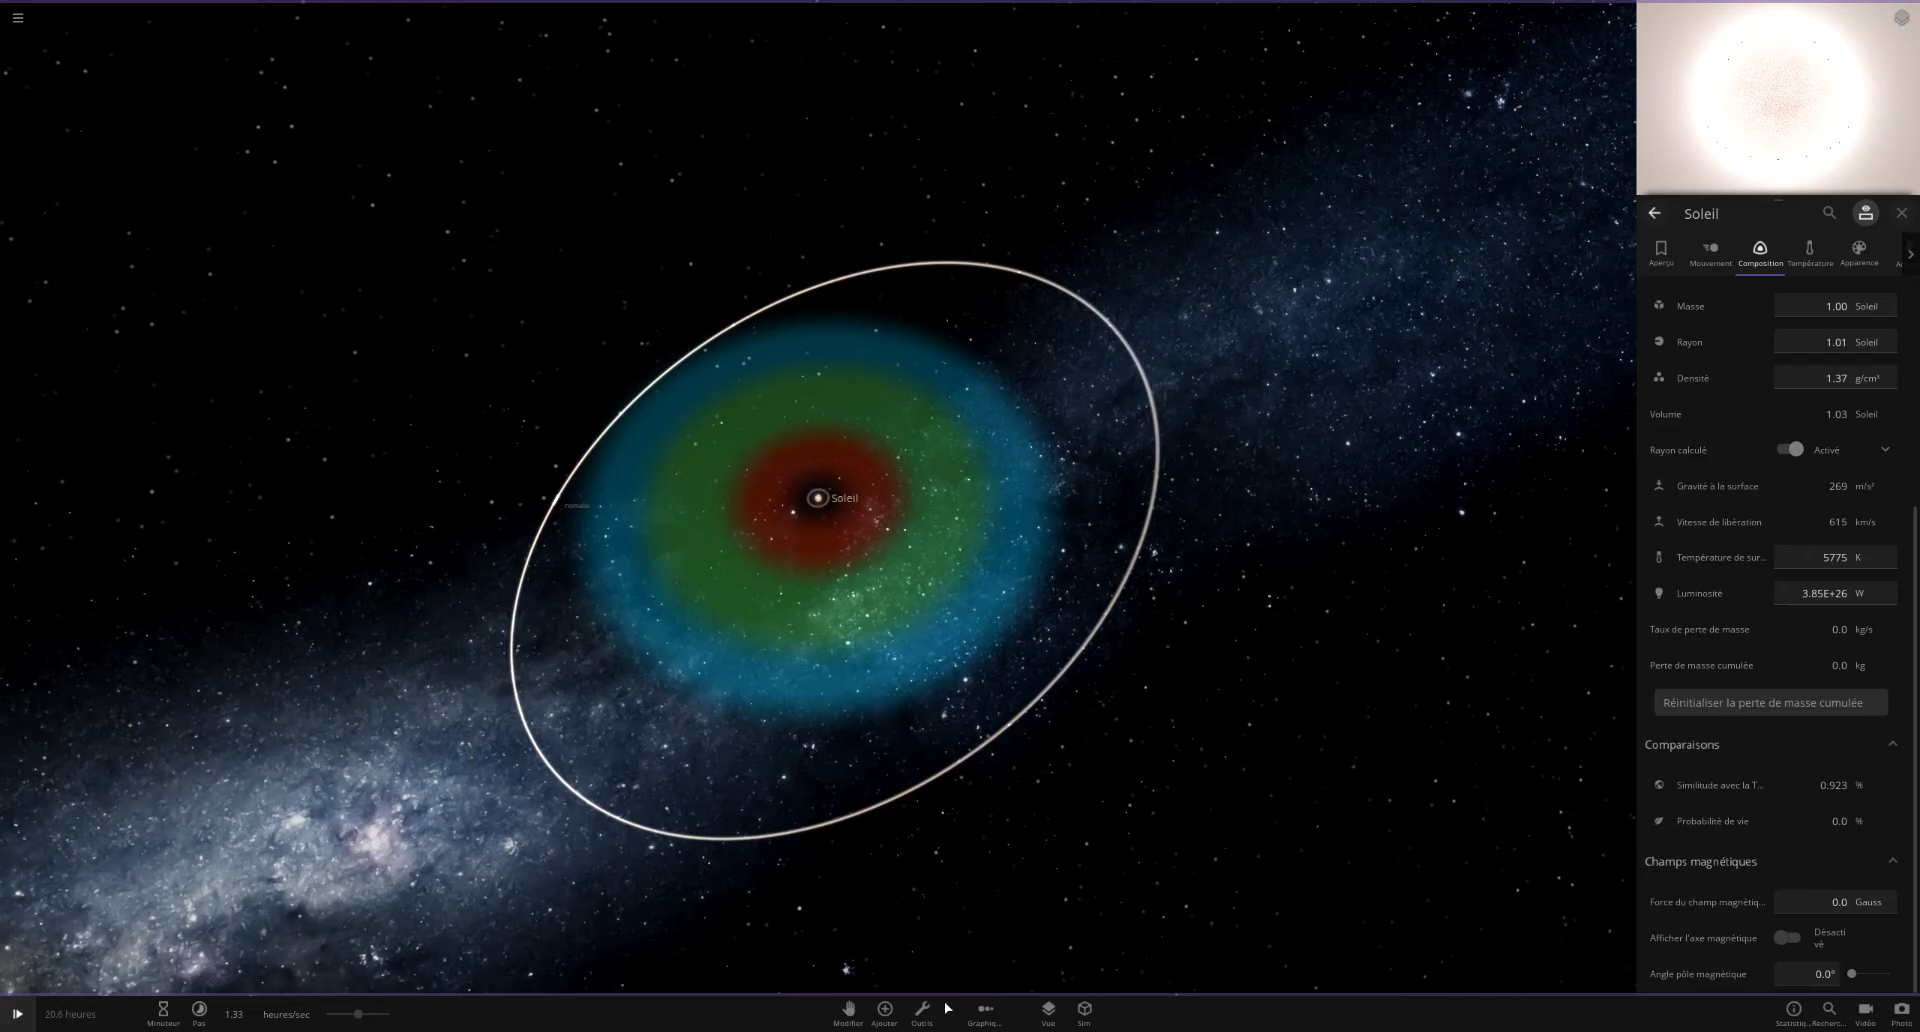 Soleil
Aperçu
Mouvement
Composition
Température
Apparence
Masse 1.00 Soleil
Rayon 1.01 Soleil
Densité 1.37 g/cm³
Volume 1.03 Soleil
Rayon calculé Activé
Gravité à la surface 269 m/s²
Vitesse de libération 615 km/s
Température de sur... 5775 K
Luminosité 3.85E+26 W
Taux de perte de masse 0.0 kg/s
Perte de masse cumulée 0.0 kg
Réinitialiser la perte de masse cumulée
Comparaisons
Similitude avec la T... 0.923 %
Probabilité de vie 0.0 %
Champs magnétiques
Force du champ magnétiq... 0.0 Gauss
Afficher l'axe magnétique Désacti
vé
Angle pôle magnétique 0.0°
Soleil
20.6 heures
Minuteur
Pas
1.33 heures/sec
Modifier
Ajouter
Outils
Graphiq...
Vue
Sim
Statistiq...
Recherc...
Vidéo
Photo